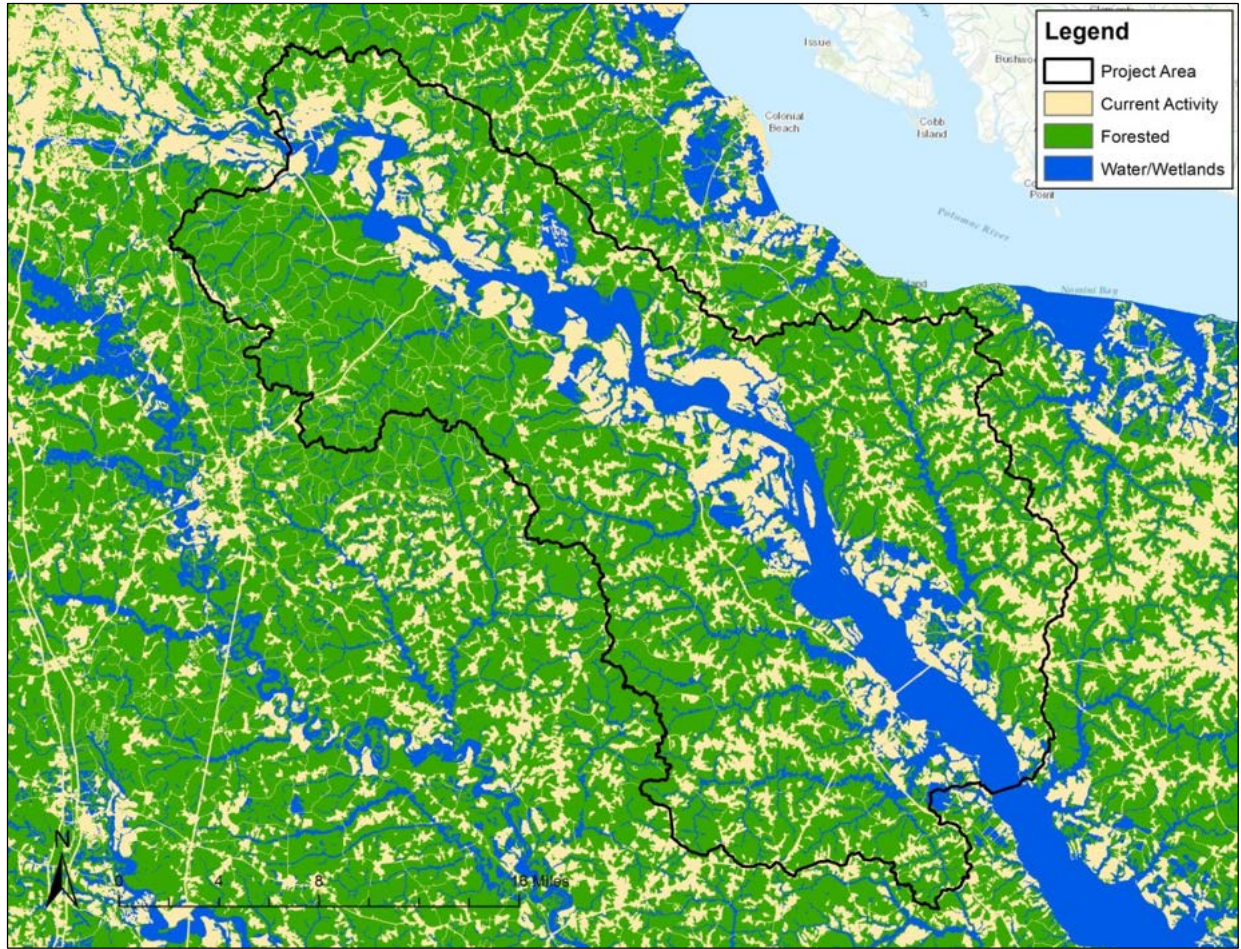 Legend
Project Area
Current Activity
Forested
Water/Wetlands
Issue
Colonial
Beach
Cobb
Island
Point
Potomac River
Nomini Bay
N
0 4 8 16 Miles